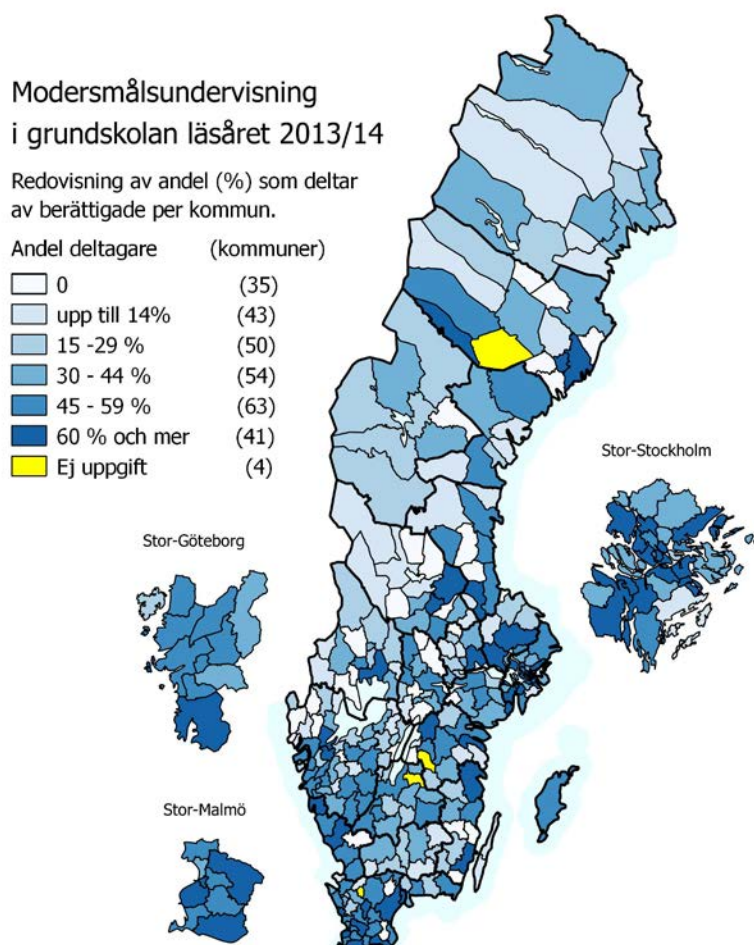 Modersmålsundervisning
i grundskolan läsåret 2013/14
Redovisning av andel (%) som deltar
av berättigade per kommun.
Andel deltagare (kommuner)
0 (35)
upp till 14% (43)
15 -29 % (50)
30 - 44 % (54)
45 - 59 % (63)
60 % och mer (41)
Ej uppgift (4)
Stor-Stockholm
Stor-Göteborg
Stor-Malmö